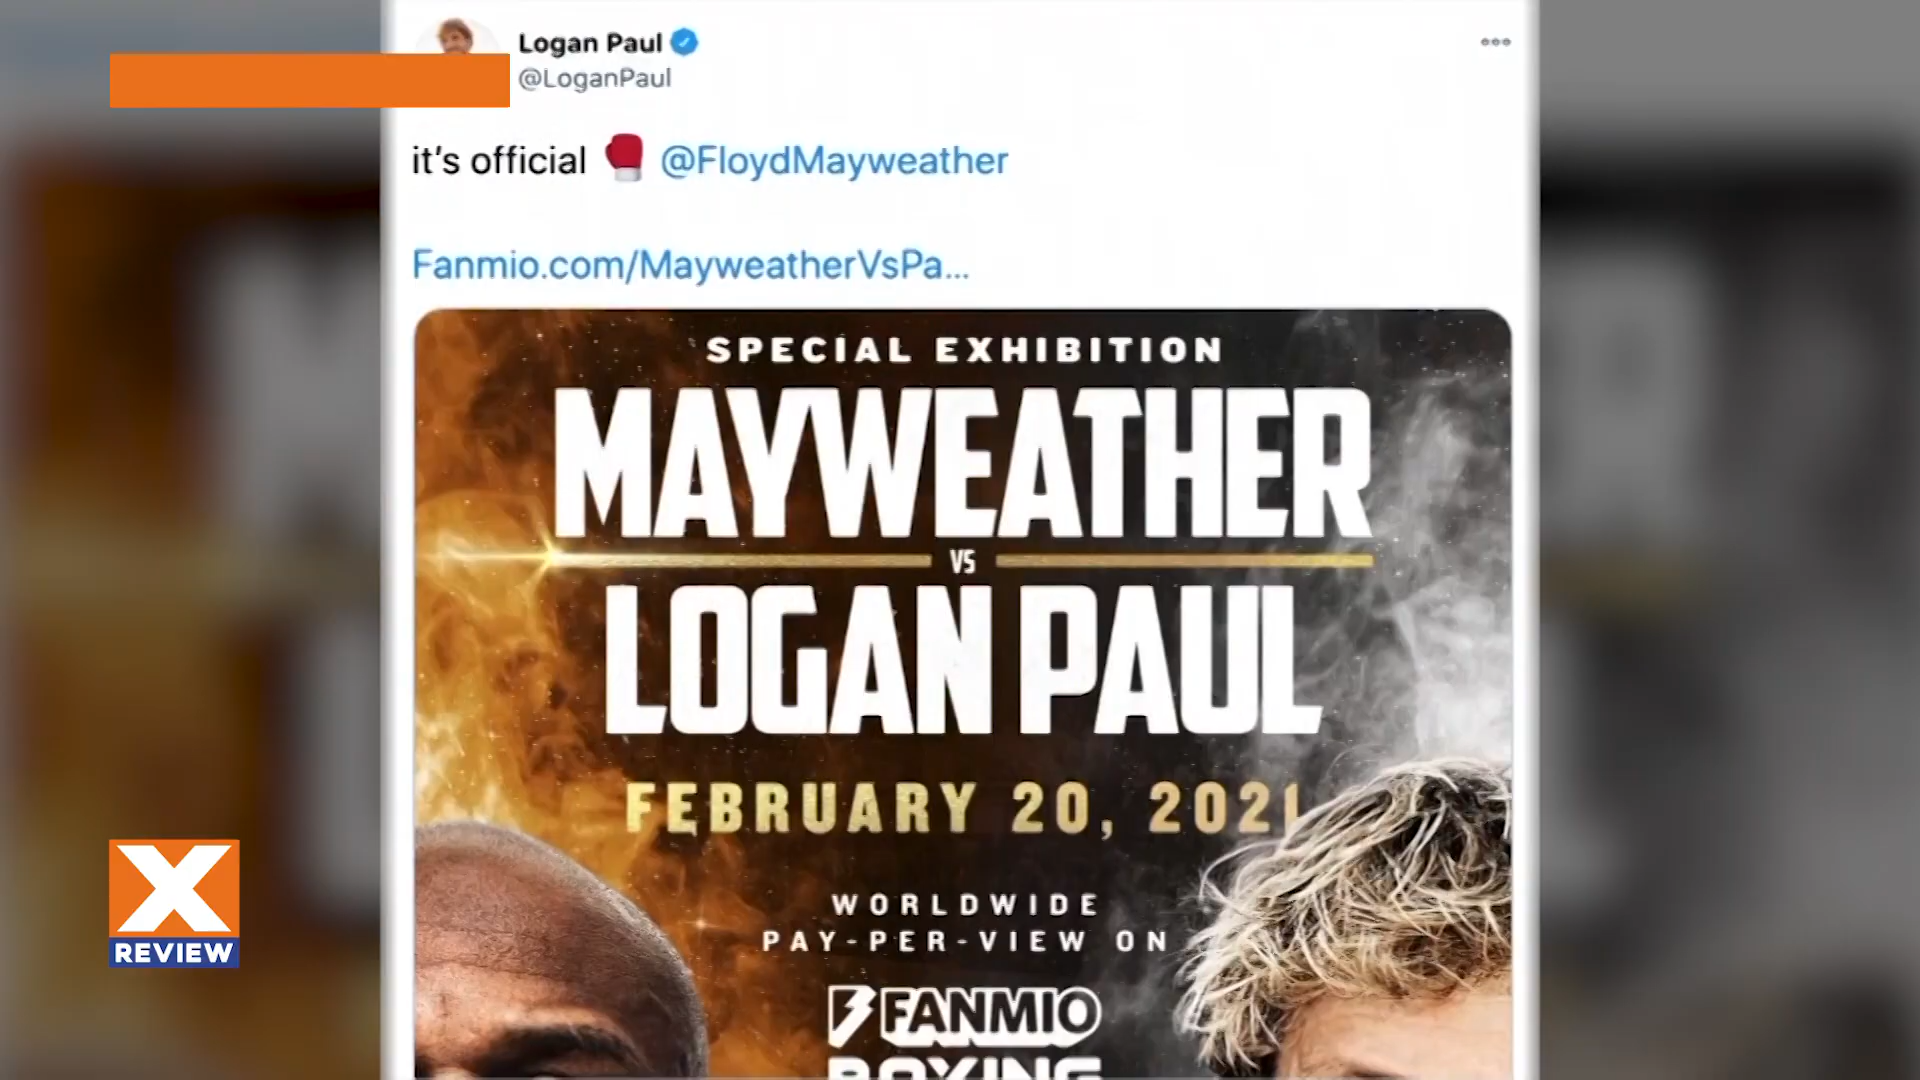 Logan Paul
@LoganPaul
it's official @FloydMayweather
Fanmio.com/MayweatherVsPa...
SPECIAL EXHIBITION
MAYWEATHER
VS
LOGAN PAUL
FEBRUARY 20, 2021
WORLDWIDE
PAY-PER-VIEW ON
FANMIO
BOXING
X
REVIEW